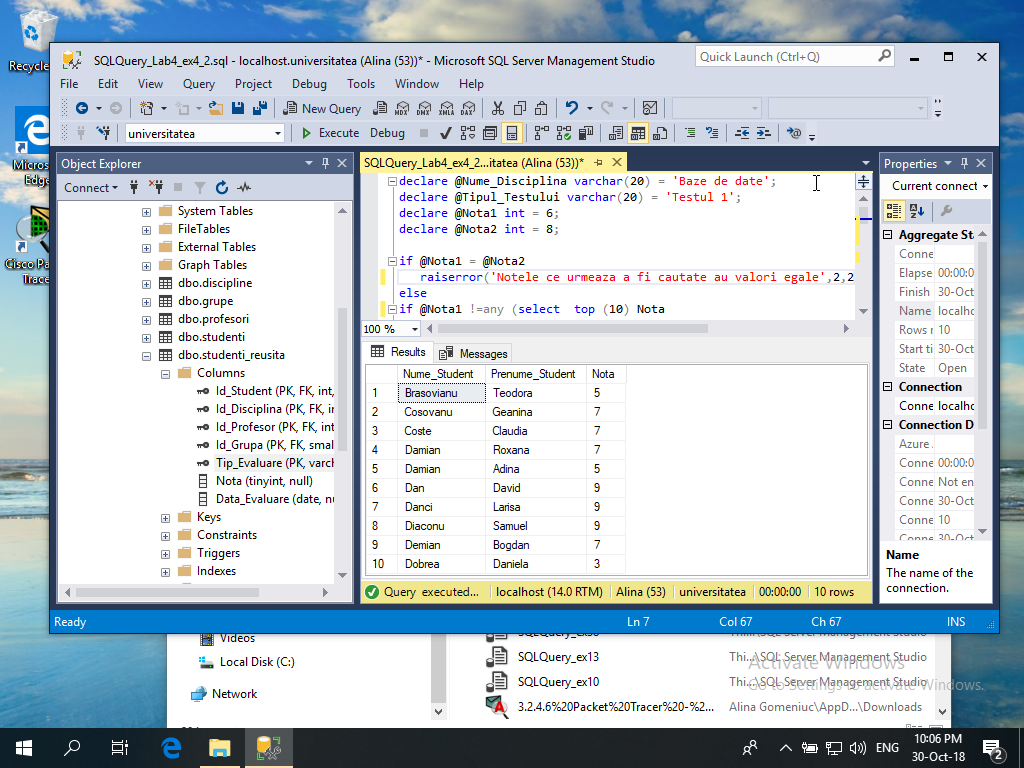 Recycle
Micros
Edge
Cisco Pa
Trace
SQLQuery_Lab4_ex4_2.sql - localhost.universitatea (Alina (53))* - Microsoft SQL Server Management Studio
Quick Launch (Ctrl+Q)
File Edit View Query Project Debug Tools Window Help
New Query MDX DMX XMLA DAX
universitatea Execute Debug
Object Explorer
Connect
System Tables
FileTables
External Tables
Graph Tables
dbo.discipline
dbo.grupe
dbo.profesori
dbo.studenti
dbo.studenti_reusita
Columns
Id_Student (PK, FK, int,
Id_Disciplina (PK, FK, in
Id_Profesor (PK, FK, int
Id_Grupa (PK, FK, smal
Tip_Evaluare (PK, varch
Nota (tinyint, null)
Data_Evaluare (date, nu
Keys
Constraints
Triggers
Indexes
SQLQuery_Lab4_ex4_2...itatea (Alina (53))*
declare @Nume_Disciplina varchar(20) = 'Baze de date';
declare @Tipul_Testului varchar(20) = 'Testul 1';
declare @Nota1 int = 6;
declare @Nota2 int = 8;
if @Nota1 = @Nota2
raiserror('Notele ce urmeaza a fi cautate au valori egale',2,2
else
if @Nota1 !=any (select top (10) Nota
100 %
Results Messages
Nume_Student Prenume_Student Nota
1 Brasovianu Teodora 5
2 Cosovanu Geanina 7
3 Coste Claudia 7
4 Damian Roxana 7
5 Damian Adina 5
6 Dan David 9
7 Danci Larisa 9
8 Diaconu Samuel 9
9 Demian Bogdan 7
10 Dobrea Daniela 3
Query executed... localhost (14.0 RTM) Alina (53) universitatea 00:00:00 10 rows
Properties
Current connect
Aggregate Sta
Conne
Elapse 00:00:0
Finish 30-Oct
Name localhc
Rows r 10
Start ti 30-Oct
State Open
Connection
Conne localhc
Connection D
Azure
Conne 00:00:0
Conne Not en
Conne 30-Oct
Conne 10
Conne 30-Oct
Name
The name of the
connection.
Ready Ln 7 Col 67 Ch 67 INS
Videos
Local Disk (C:)
Network
SQLQuery_ex13 Thi...\SQL Server Management Studio
SQLQuery_ex10 Thi...\SQL Server Management Studio
3.2.4.6%20Packet%20Tracer%20-%2... Alina Gomeniuc\AppD...\Downloads
Activate Windows
Go to Settings to activate Windows.
ENG
10:06 PM
30-Oct-18
2